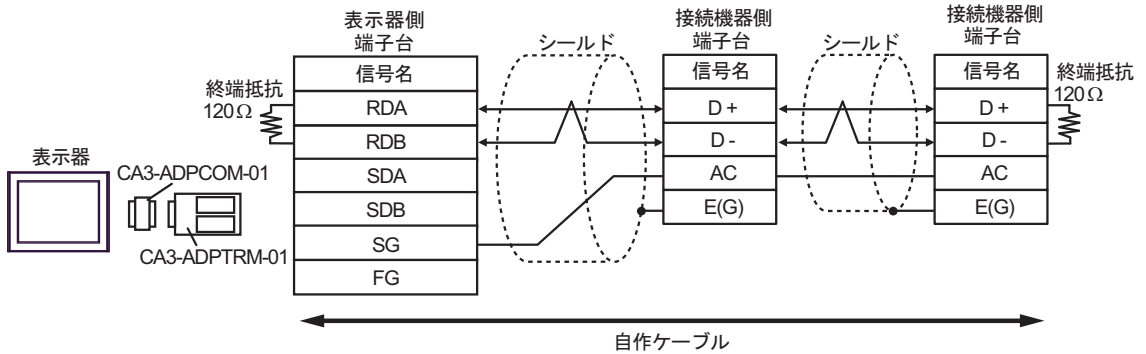 表示器
CA3-ADPCOM-01
CA3-ADPTRM-01
終端抵抗
120Ω
表示器側
端子台
信号名
RDA
RDB
SDA
SDB
SG
FG
シールド
接続機器側
端子台
信号名
D +
D -
AC
E(G)
シールド
接続機器側
端子台
信号名
D +
D -
AC
E(G)
終端抵抗
120Ω
自作ケーブル